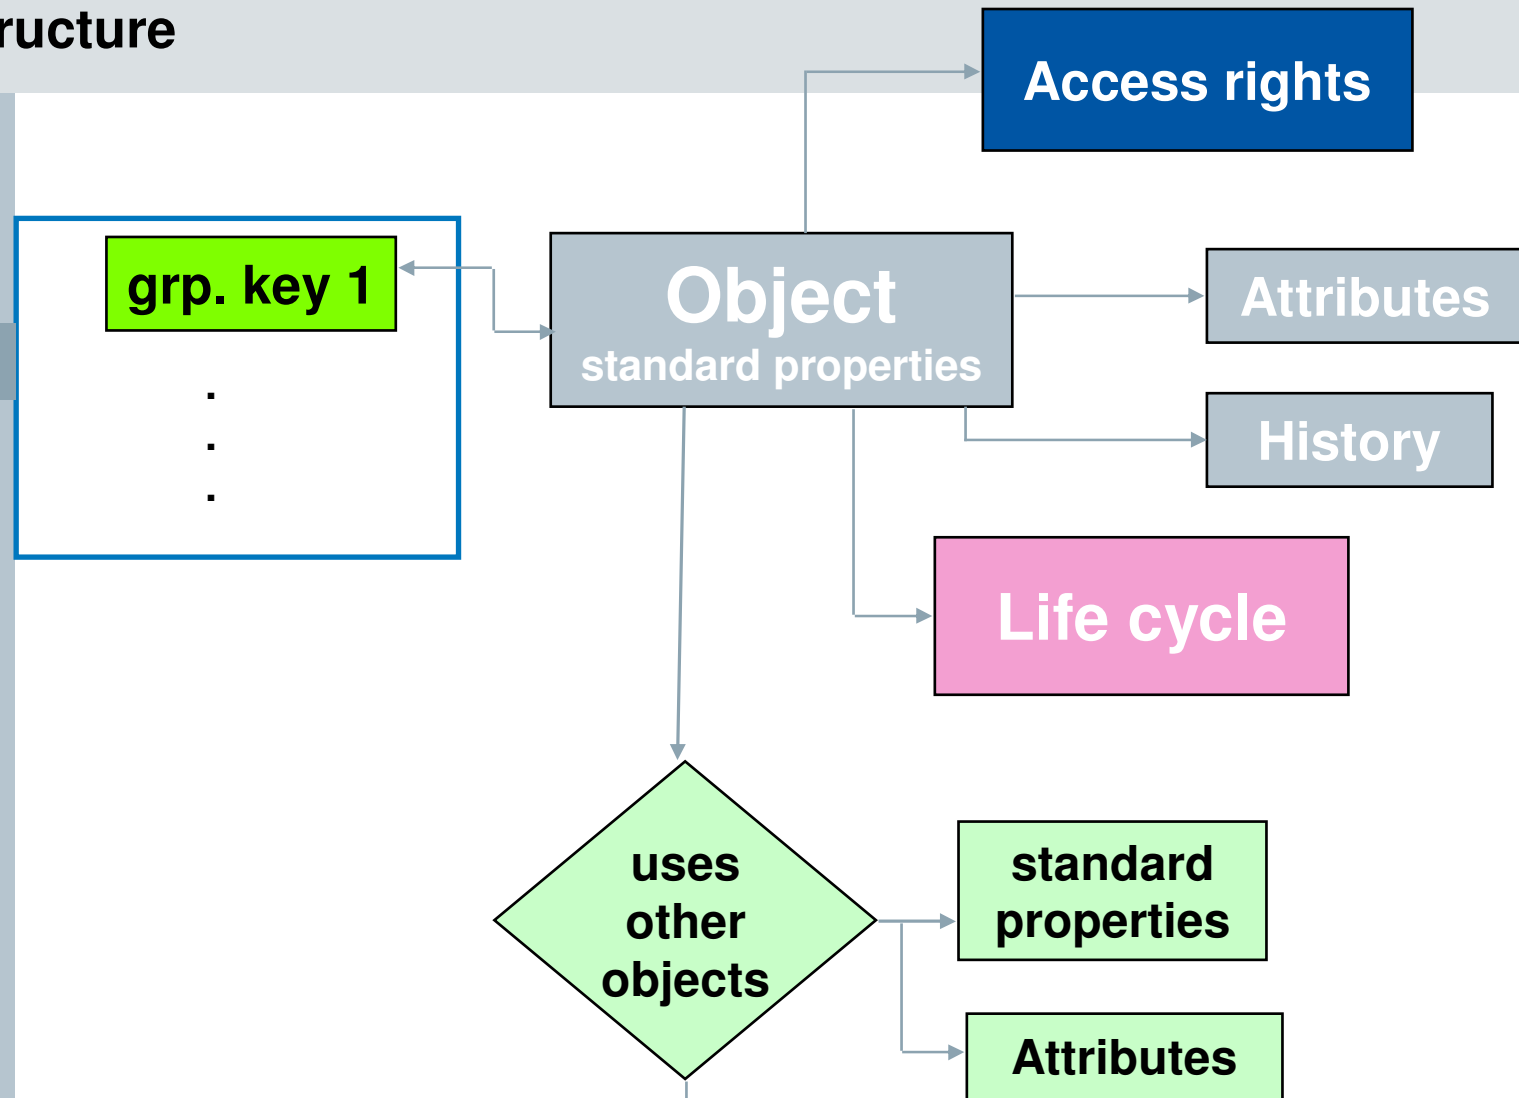 ructure
Access rights
grp. key 1
.
.
.
Object
standard properties
Attributes
History
Life cycle
uses
other
objects
standard
properties
Attributes